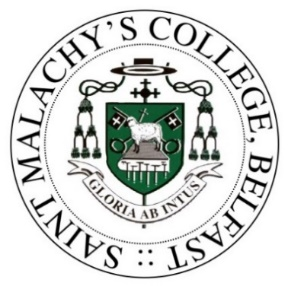 SAINT MALACHY'S COLLEGE, BELFAST ::
GLORIA AB INTUS